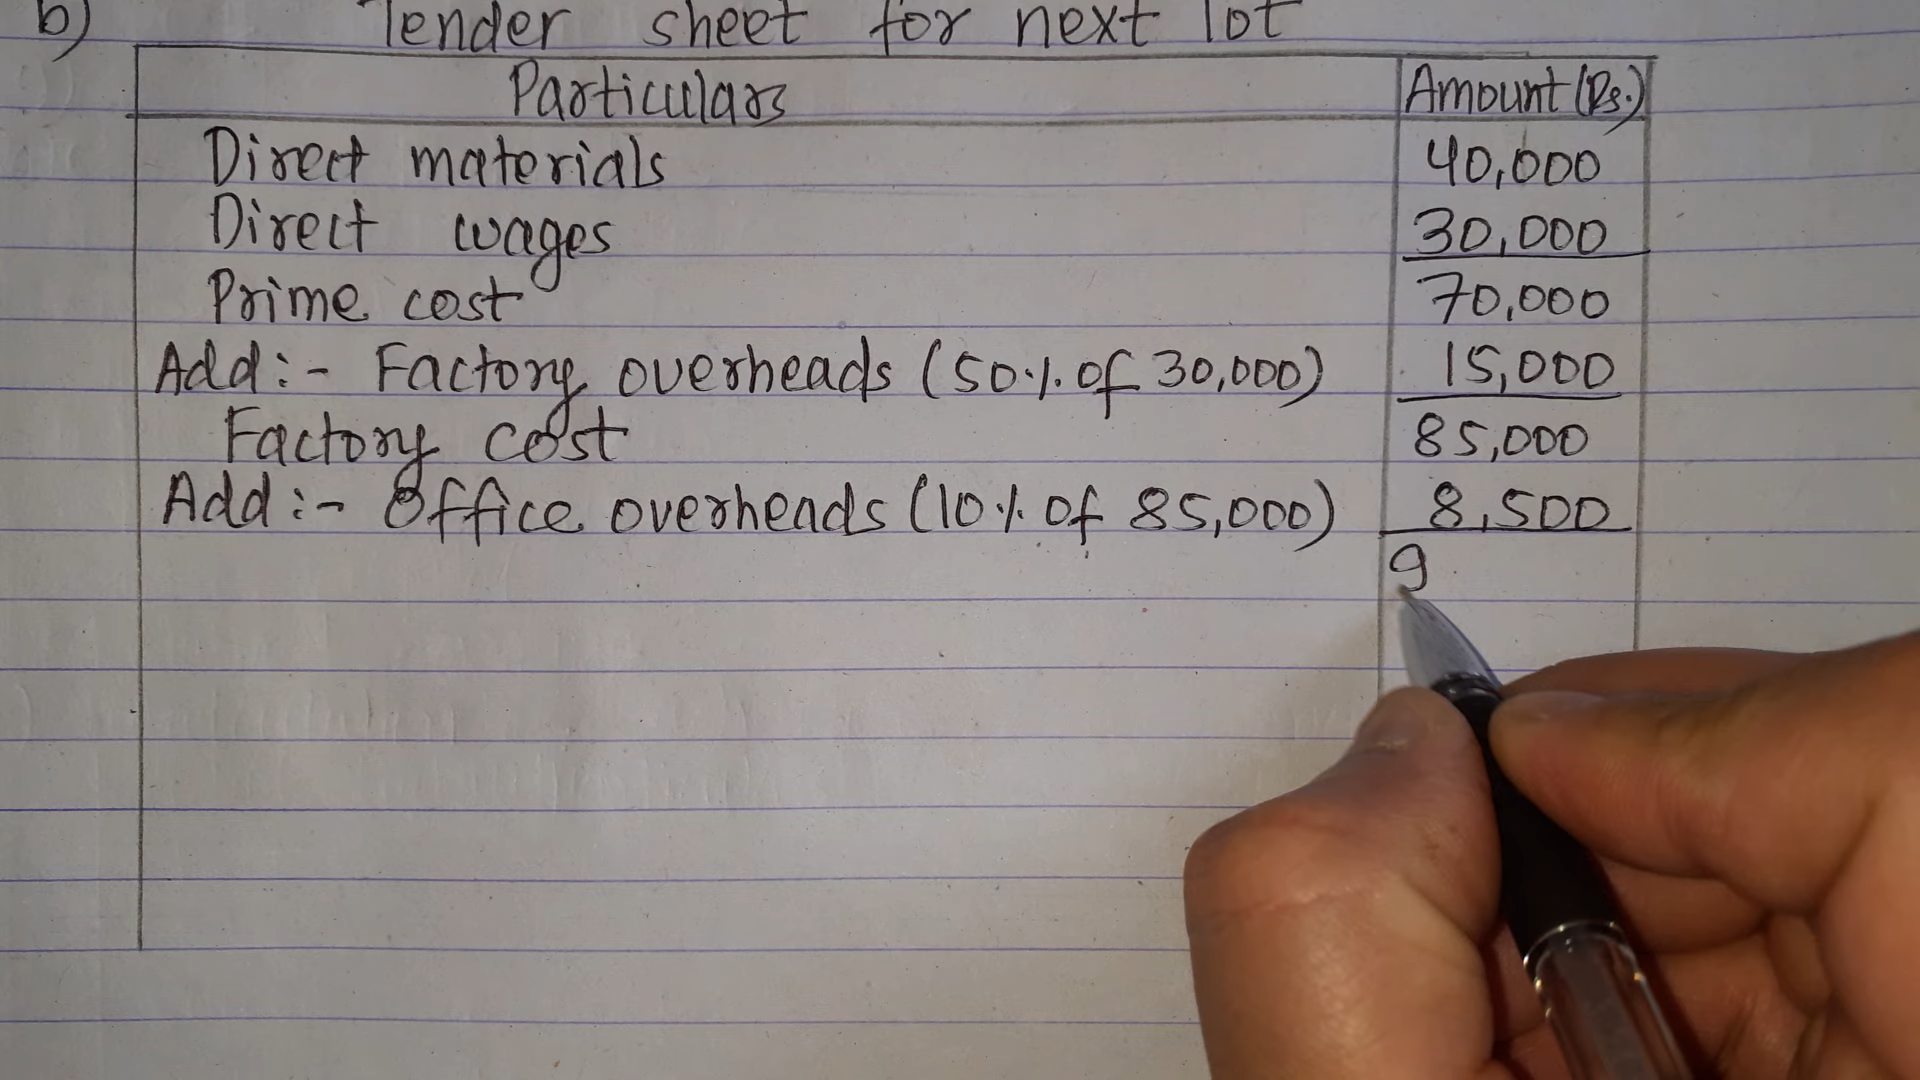 b) Tender sheet for next lot
Particulars Amount (Rs.)
Direct materials 40,000
Direct wages 30,000
Prime cost 70,000
Add :- Factory overheads (50% of 30,000) 15,000
Factory cost 85,000
Add :- Office overheads (10% of 85,000) 8,500
9